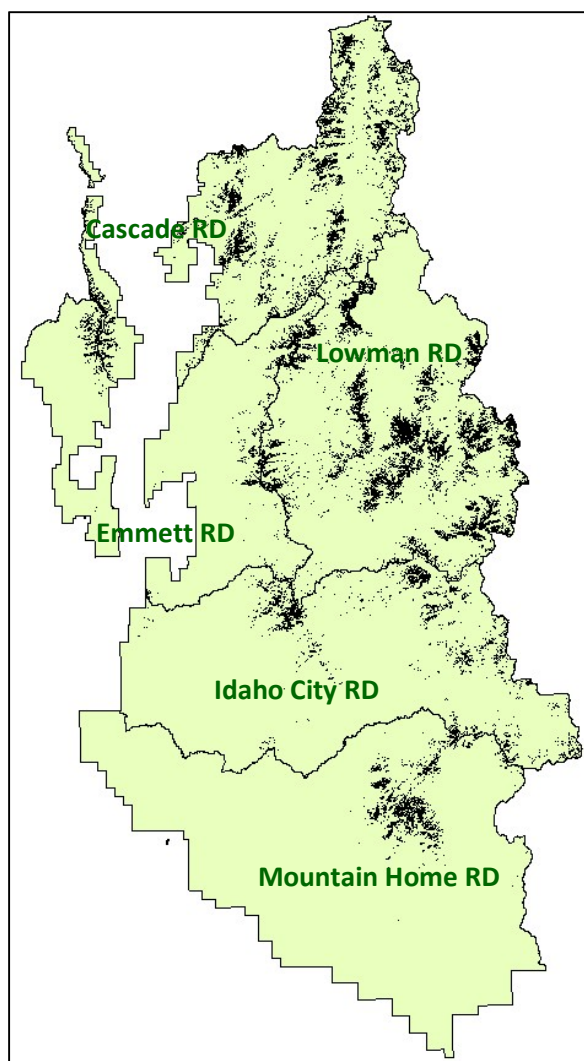 Cascade RD
Lowman RD
Emmett RD
Idaho City RD
Mountain Home RD